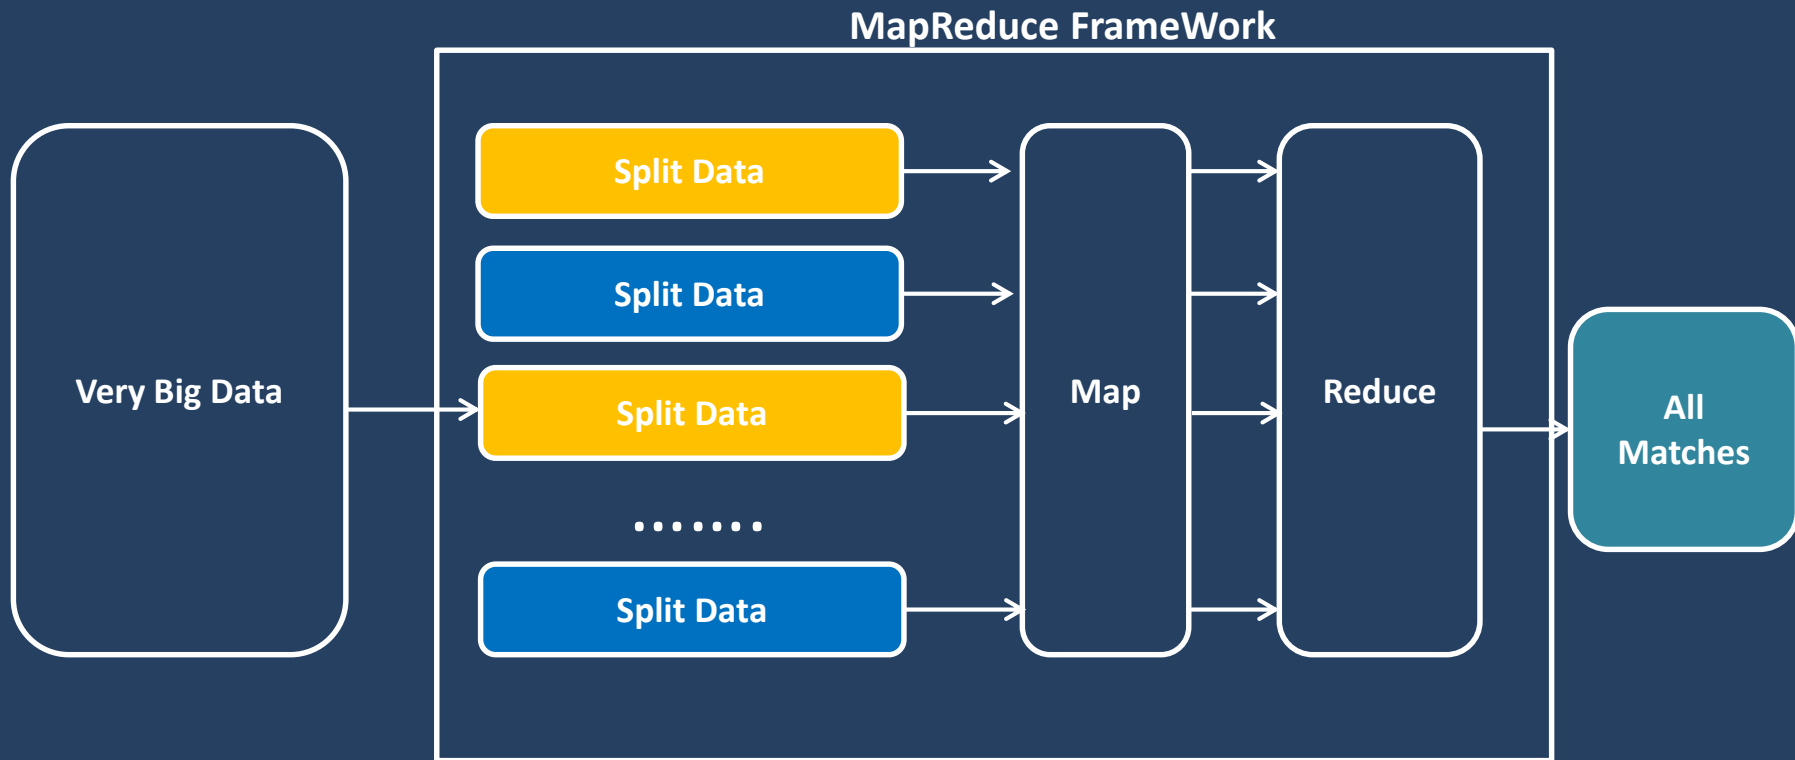 MapReduce FrameWork
Very Big Data
Split Data
Split Data
Split Data
.......
Split Data
Map
Reduce
All
Matches